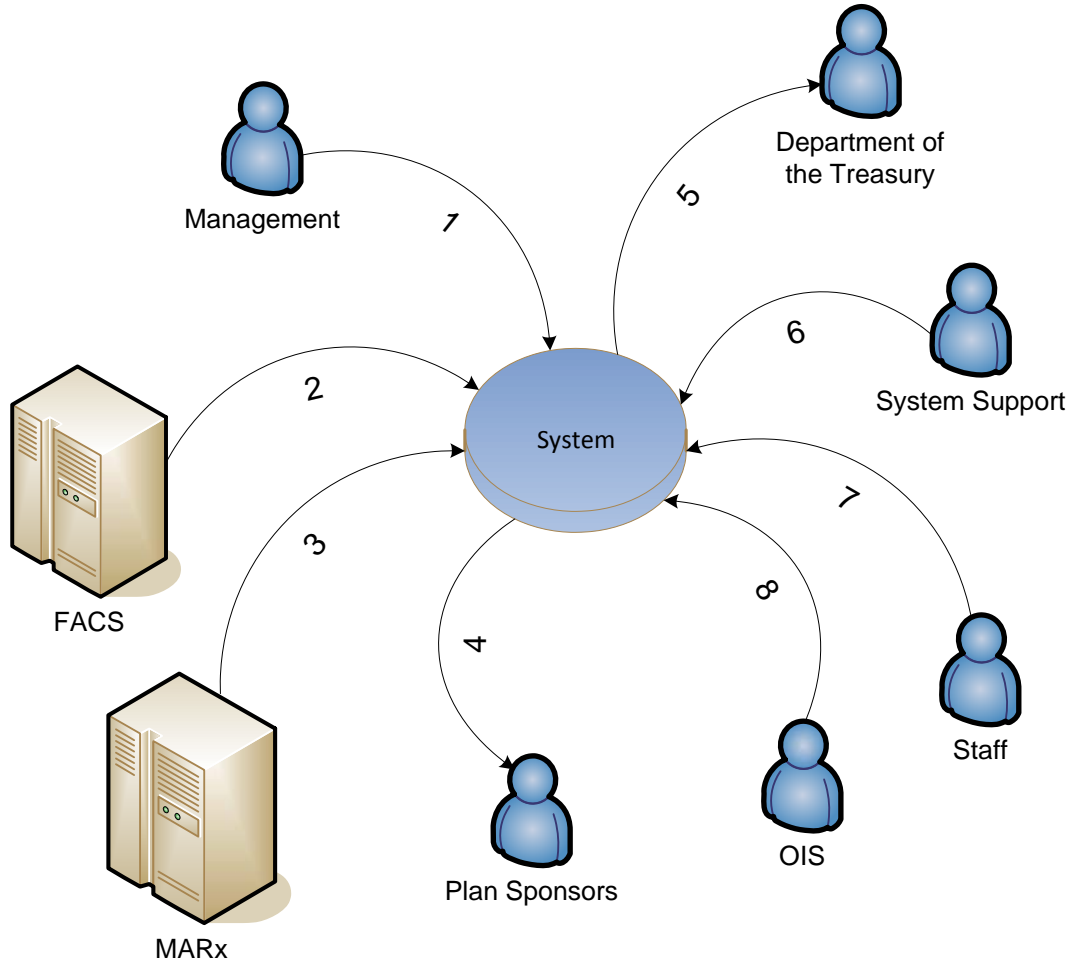 Department of
the Treasury
Management
1
5
6
System Support
2
System
7
3
FACS
8
4
Staff
OIS
Plan Sponsors
MARx